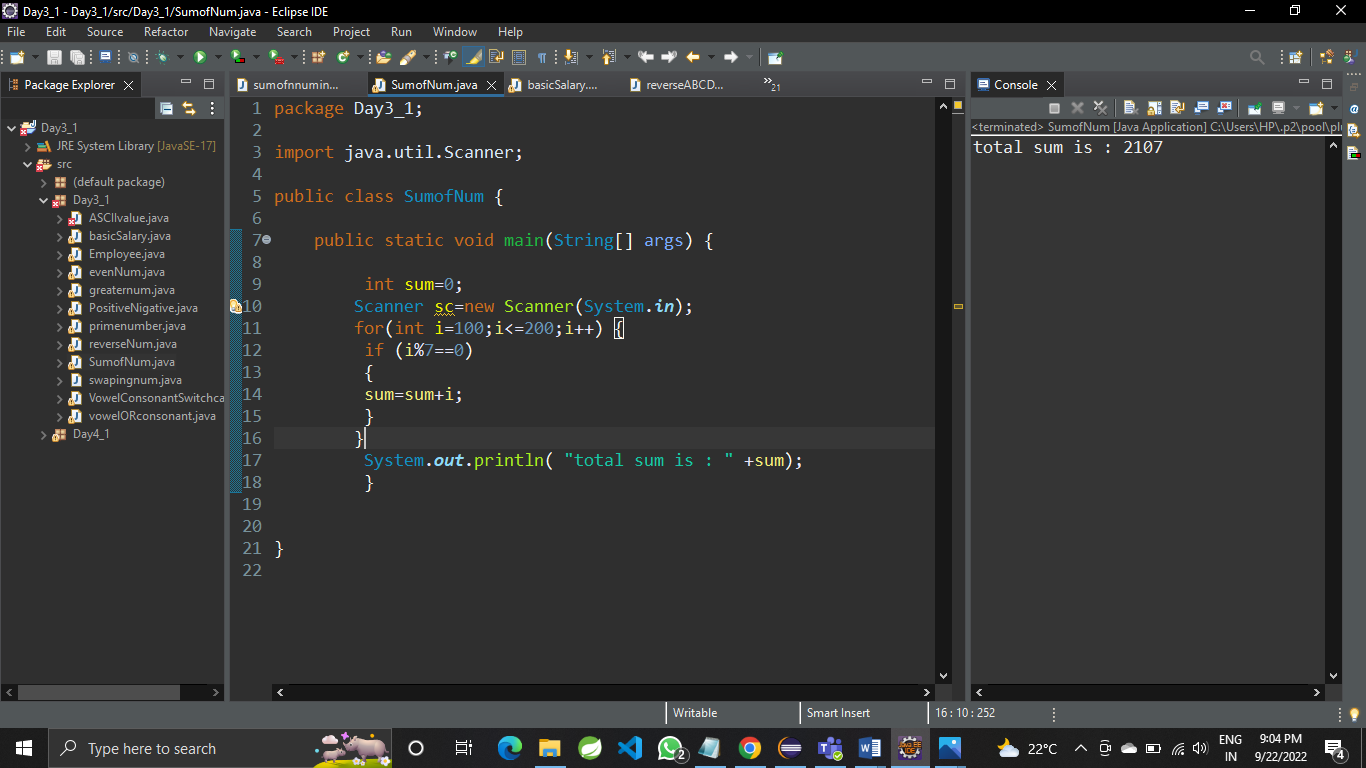 Day3_1 - Day3_1/src/Day3_1/SumofNum.java - Eclipse IDE
File Edit Source Refactor Navigate Search Project Run Window Help
Package Explorer
Day3_1
JRE System Library [JavaSE-17]
src
(default package)
Day3_1
ASCIIvalue.java
basicSalary.java
Employee.java
evenNum.java
greaternum.java
PositiveNigative.java
primenumber.java
reverseNum.java
SumofNum.java
swapingnum.java
VowelConsonantSwitchca
vowelORconsonant.java
Day4_1
sumofnnumin... SumofNum.java basicSalary.... reverseABCD... »21
1 package Day3_1;
2
3 import java.util.Scanner;
4
5 public class SumofNum {
6
7 public static void main(String[] args) {
8
9 int sum=0;
10 Scanner sc=new Scanner(System.in);
11 for(int i=100;i<=200;i++) {
12 if (i%7==0)
13 {
14 sum=sum+i;
15 }
16 }
17 System.out.println( "total sum is : " +sum);
18 }
19
20
21 }
22
Console
<terminated> SumofNum [Java Application] C:\Users\HP\.p2\pool\plu
total sum is : 2107
Writable Smart Insert 16 : 10 : 252
Type here to search
2
22°C
ENG
IN
9:04 PM
9/22/2022
4